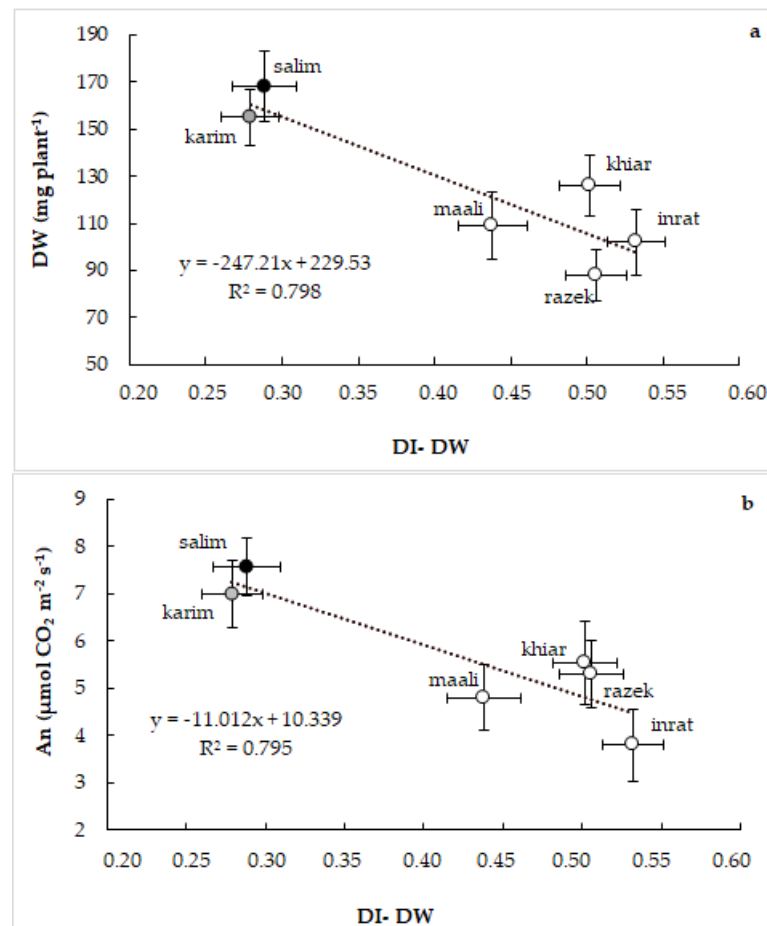 a
190
170
150
130
110
90
70
50
DW (mg plant⁻¹)
salim
karim
khiar
maali
inrat
razek
y = -247.21x + 229.53
R² = 0.798
0.20 0.25 0.30 0.35 0.40 0.45 0.50 0.55 0.60
DI- DW
b
9
8
7
6
5
4
3
2
An (µmol CO₂ m⁻² s⁻¹)
salim
karim
khiar
maali
razek
inrat
y = -11.012x + 10.339
R² = 0.795
0.20 0.25 0.30 0.35 0.40 0.45 0.50 0.55 0.60
DI- DW